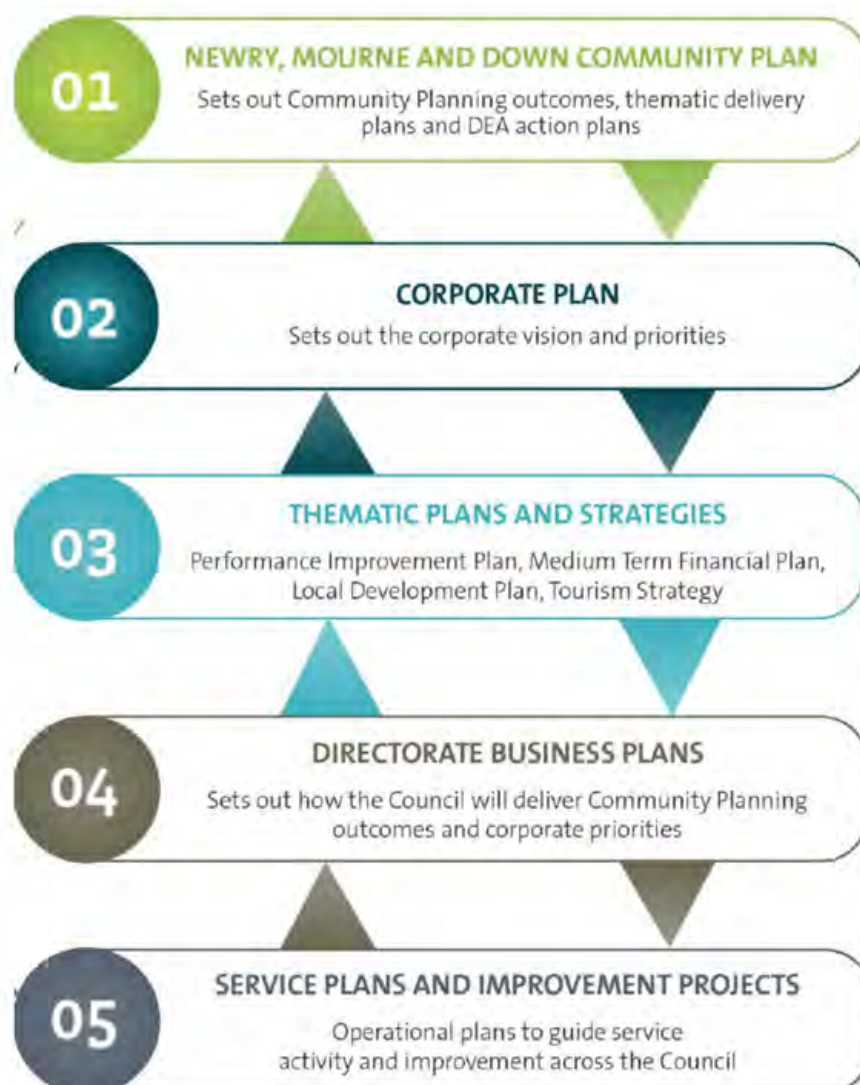 01
NEWRY, MOURNE AND DOWN COMMUNITY PLAN
Sets out Community Planning outcomes, thematic delivery
plans and DEA action plans
02
CORPORATE PLAN
Sets out the corporate vision and priorities
03
THEMATIC PLANS AND STRATEGIES
Performance Improvement Plan, Medium Term Financial Plan,
Local Development Plan, Tourism Strategy
04
DIRECTORATE BUSINESS PLANS
Sets out how the Council will deliver Community Planning
outcomes and corporate priorities
05
SERVICE PLANS AND IMPROVEMENT PROJECTS
Operational plans to guide service
activity and improvement across the Council